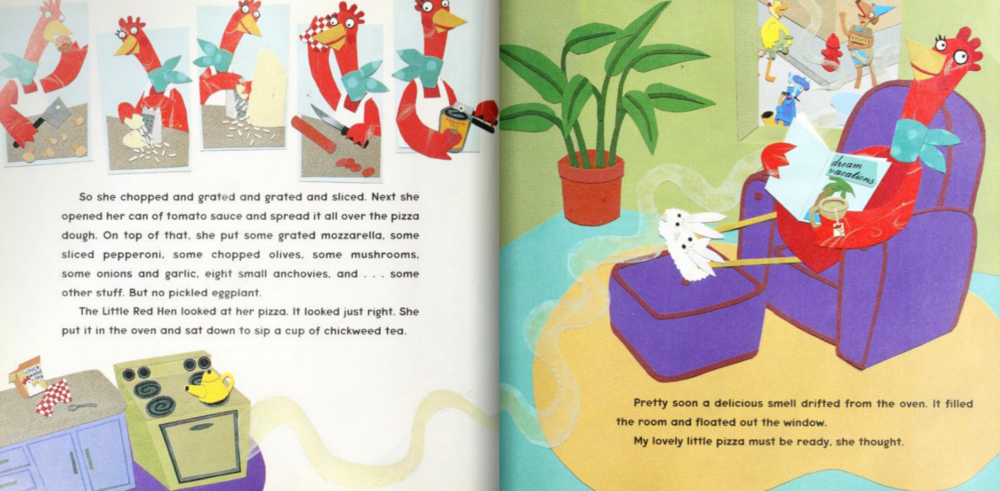 TOMATO
So she chopped and grated and grated and sliced. Next she
opened her can of tomato sauce and spread it all over the pizza
dough. On top of that, she put some grated mozzarella, some
sliced pepperoni, some chopped olives, some mushrooms,
some onions and garlic, eight small anchovies, and . . . some
other stuff. But no pickled eggplant.
The Little Red Hen looked at her pizza. It looked just right. She
put it in the oven and sat down to sip a cup of chickweed tea.
chick
weed
tea
BISCUITS
dream
vacations
Pretty soon a delicious smell drifted from the oven. It filled
the room and floated out the window.
My lovely little pizza must be ready, she thought.